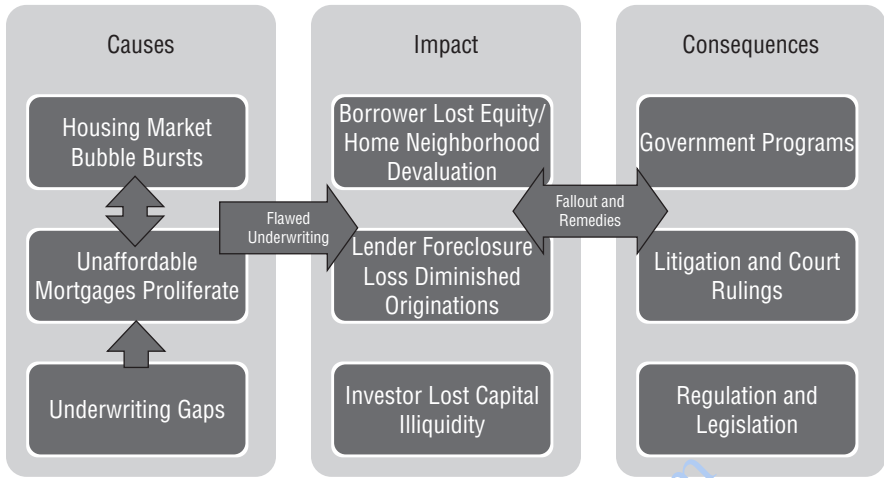 Causes
Housing Market
Bubble Bursts
Unaffordable
Mortgages Proliferate
Underwriting Gaps
Flawed
Underwriting
Impact
Borrower Lost Equity/
Home Neighborhood
Devaluation
Lender Foreclosure
Loss Diminished
Originations
Investor Lost Capital
Illiquidity
Fallout and
Remedies
Consequences
Government Programs
Litigation and Court
Rulings
Regulation and
Legislation